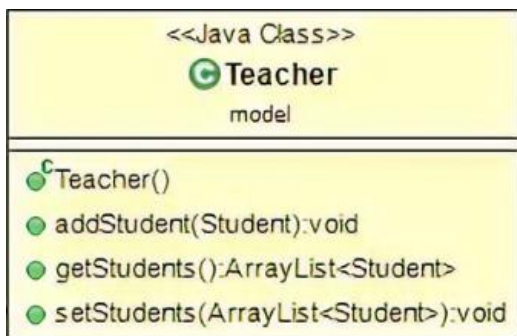 <<Java Class>>
Teacher
model
Teacher()
addStudent(Student):void
getStudents():ArrayList<Student>
setStudents(ArrayList<Student>):void